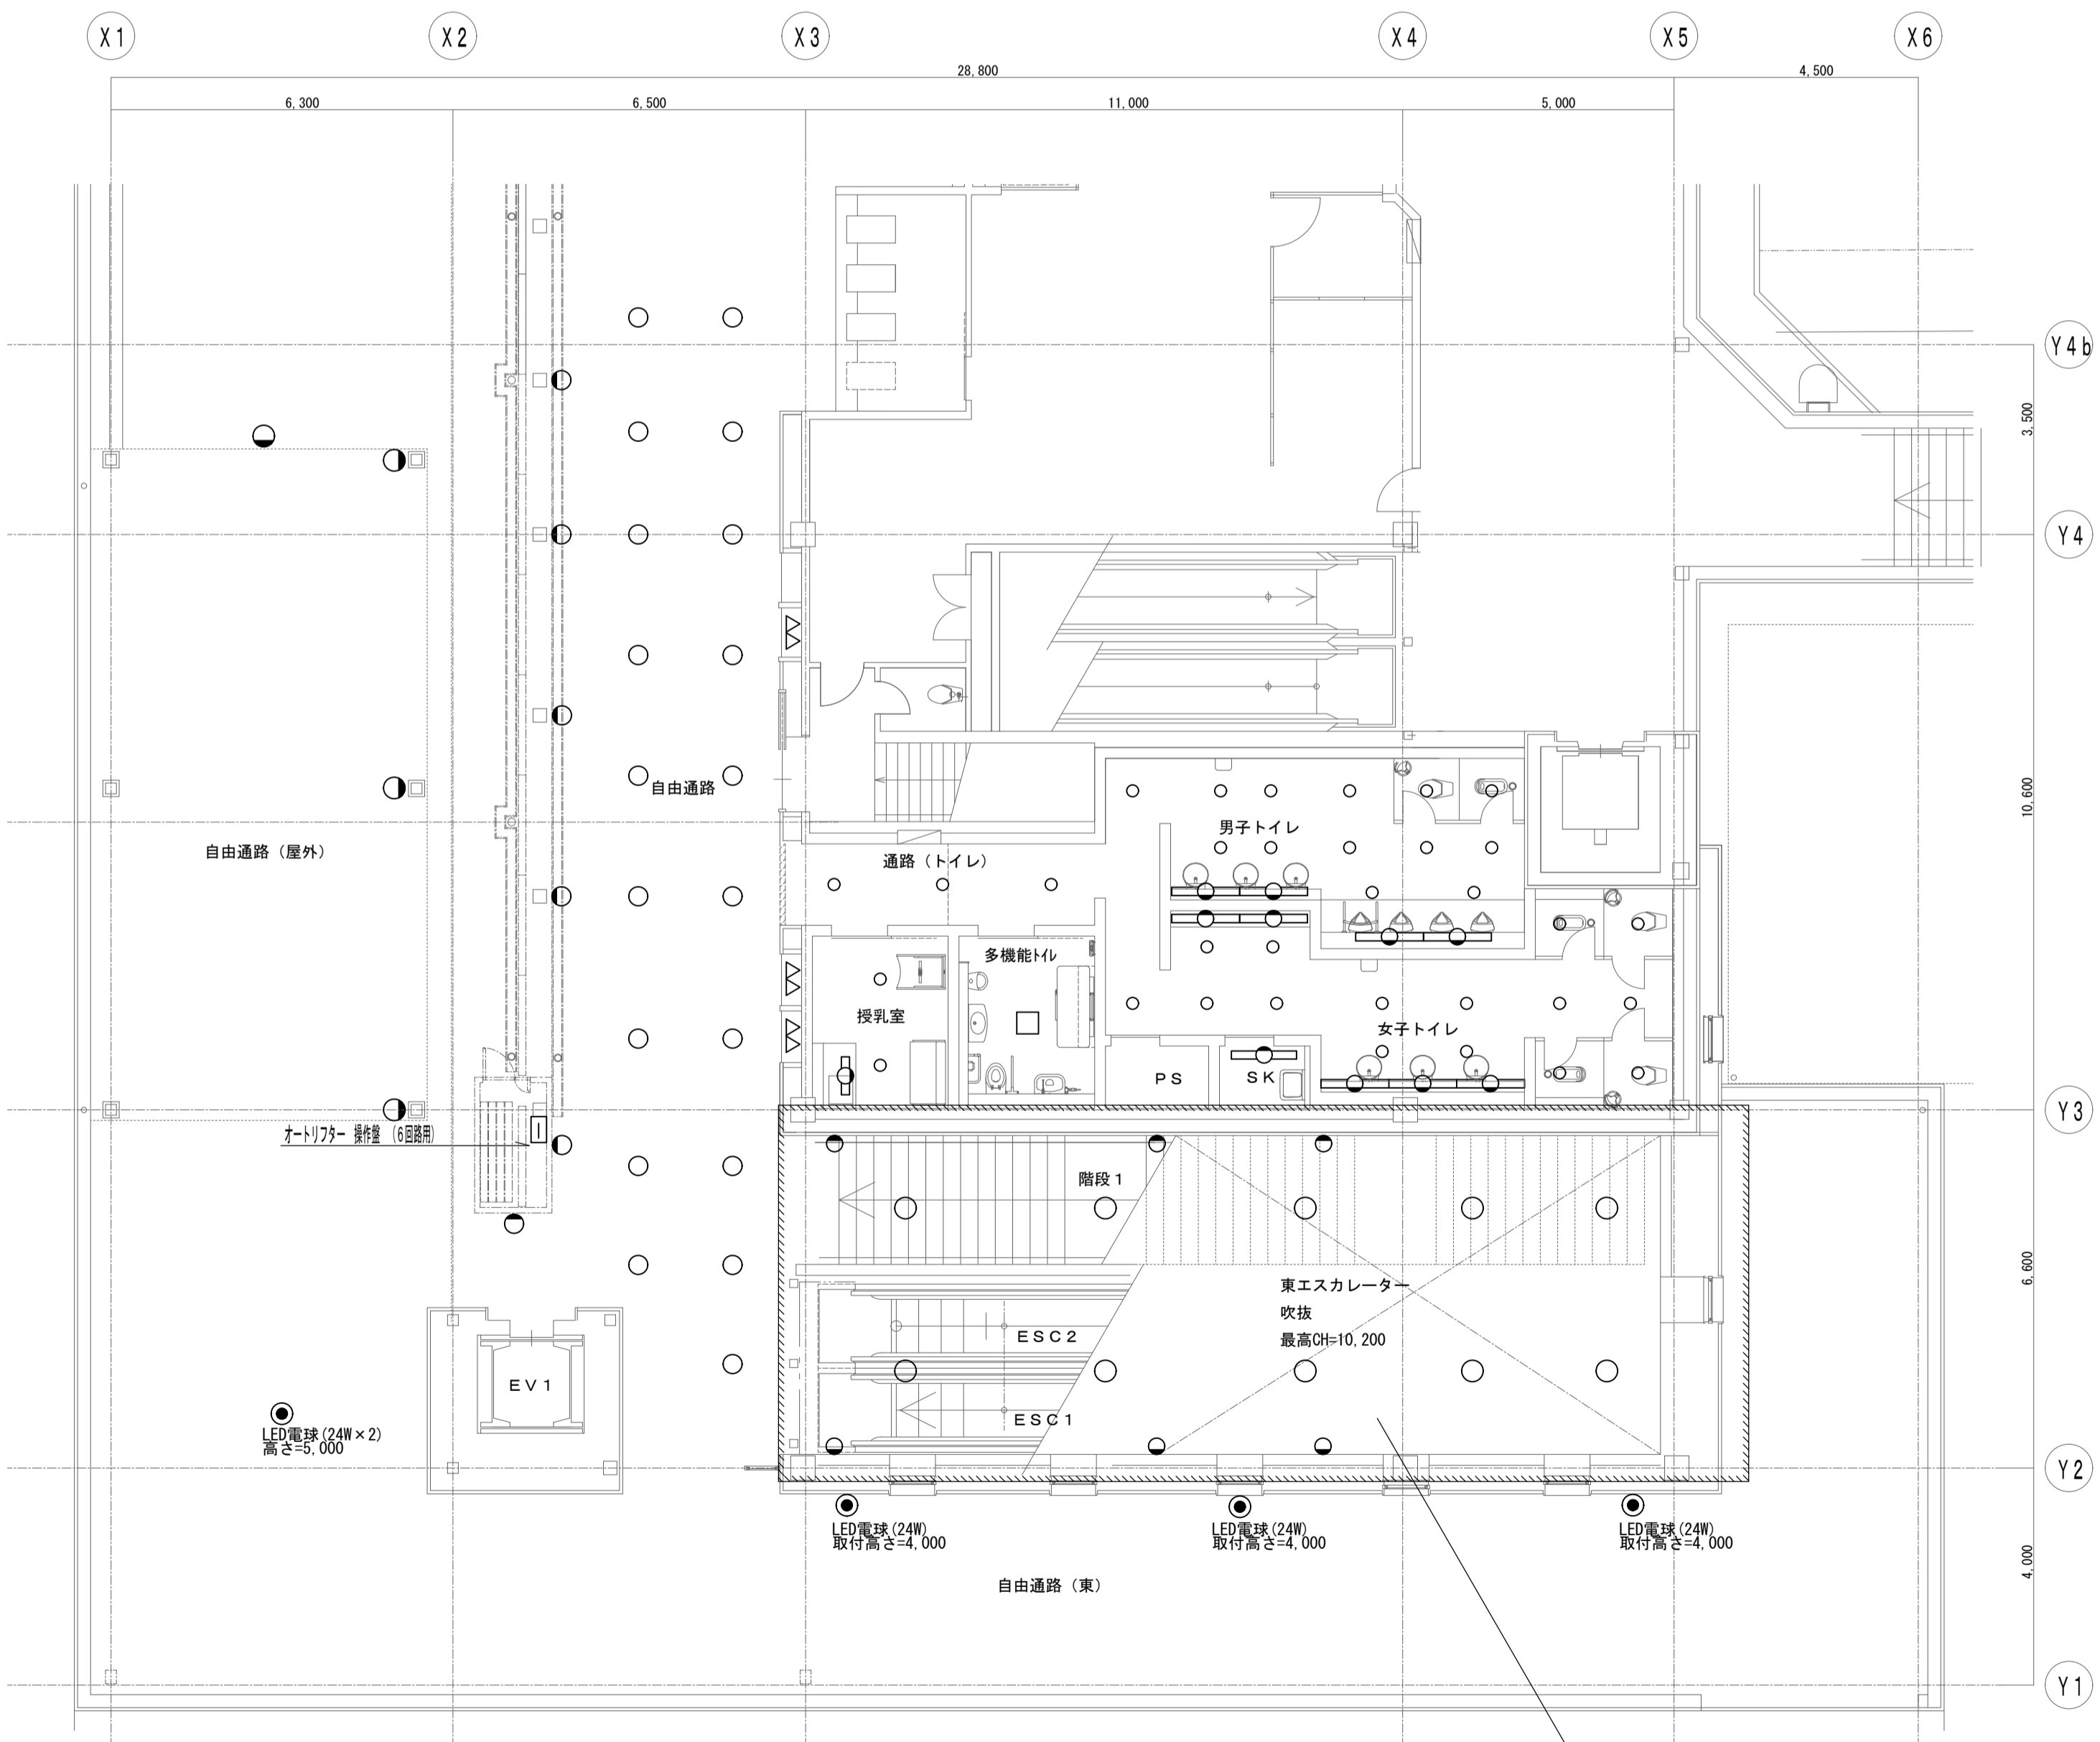 X1
X2
X3
X4
X5
X6
28,800
4,500
6,300
6,500
11,000
5,000
Y4b
3,500
Y4
自由通路
10,600
男子トイレ
自由通路（屋外）
通路（トイレ）
多機能ﾄｲﾚ
授乳室
女子トイレ
PS
SK
Y3
オートリフター 操作盤 （6回路用）
階段1
6,600
東エスカレーター
吹抜
最高CH=10,200
ESC2
EV1
ESC1
LED電球(24W×2)
高さ=5,000
Y2
LED電球(24W)
取付高さ=4,000
LED電球(24W)
取付高さ=4,000
LED電球(24W)
取付高さ=4,000
4,000
自由通路（東）
Y1